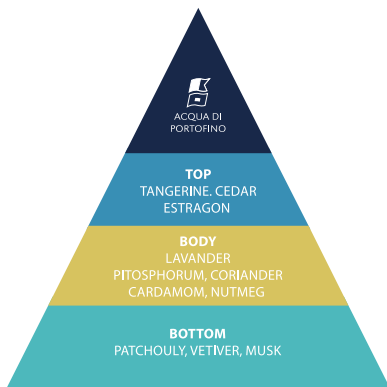 ACQUA DI
PORTOFINO
TOP
TANGERINE. CEDAR
ESTRAGON
BODY
LAVANDER
PITOSPHORUM, CORIANDER
CARDAMOM, NUTMEG
BOTTOM
PATCHOULY, VETIVER, MUSK